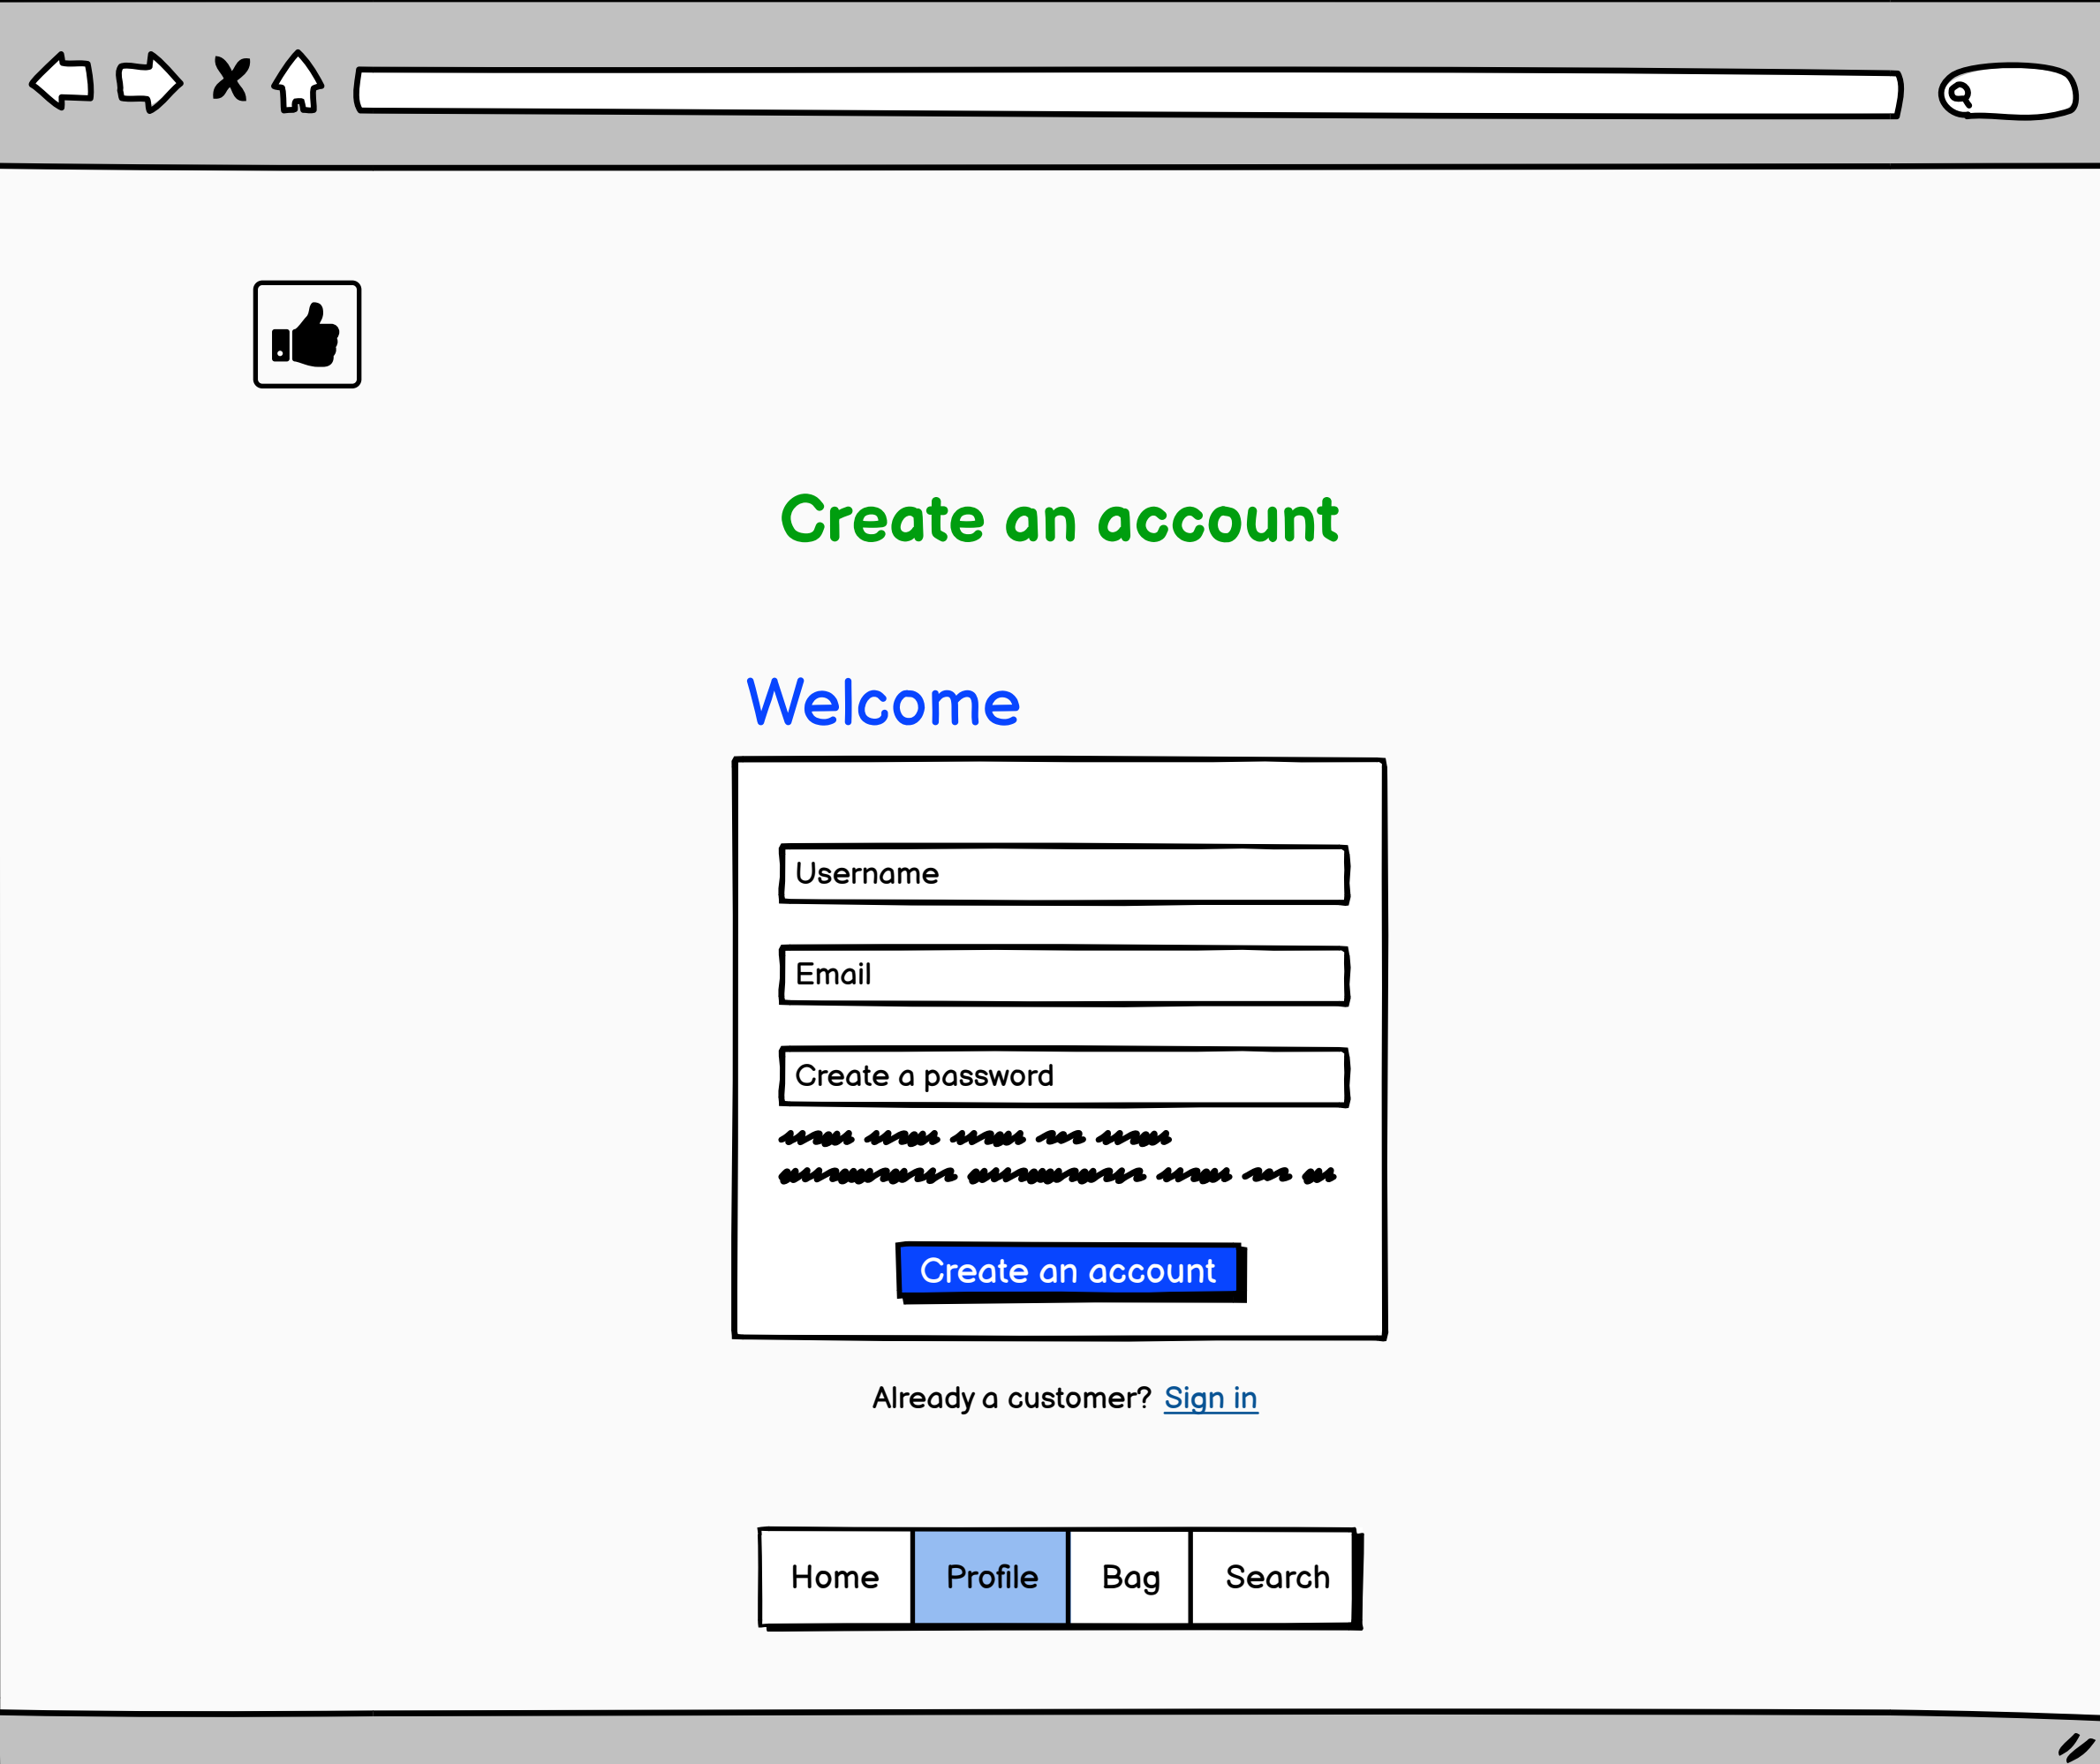 Create an account
Welcome
Username
Email
Create a password
Create an account
Already a customer? Sign in
Home Profile Bag Search